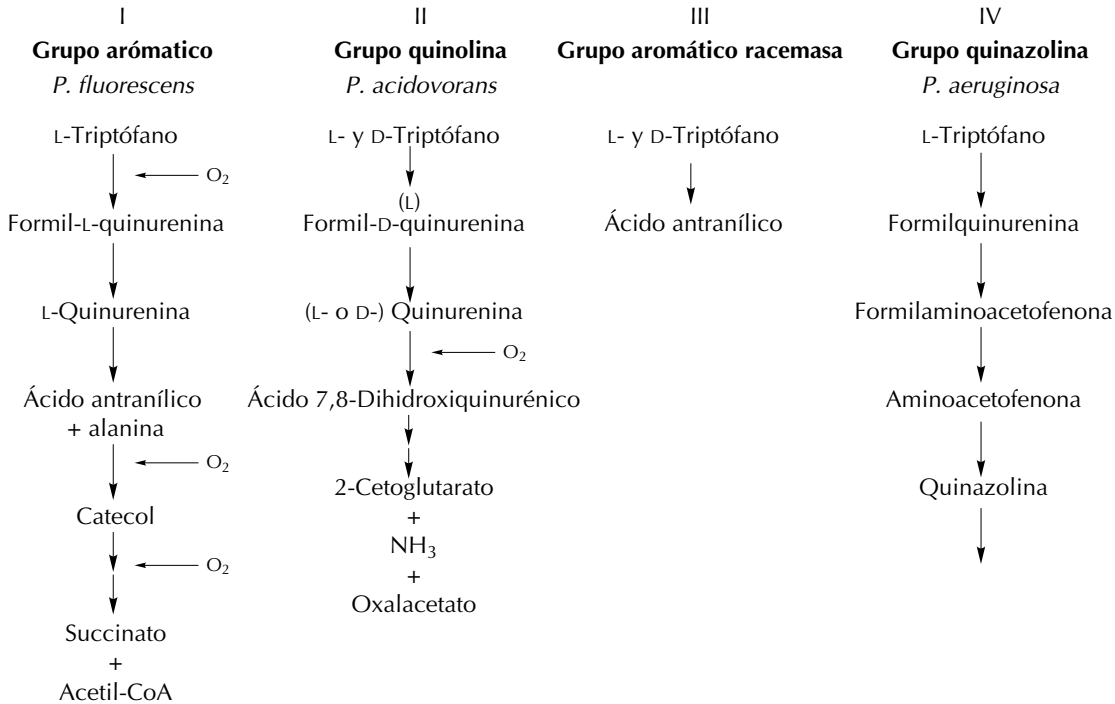 I
Grupo arómatico
P. fluorescens
L-Triptófano
O2
Formil-L-quinurenina
L-Quinurenina
Ácido antranílico
+ alanina
O2
Catecol
O2
Succinato
+
Acetil-CoA
II
Grupo quinolina
P. acidovorans
L- y D-Triptófano
(L)
Formil-D-quinurenina
(L- o D-) Quinurenina
O2
Ácido 7,8-Dihidroxiquinurénico
2-Cetoglutarato
+
NH3
+
Oxalacetato
III
Grupo aromático racemasa
L- y D-Triptófano
Ácido antranílico
IV
Grupo quinazolina
P. aeruginosa
L-Triptófano
Formilquinurenina
Formilaminoacetofenona
Aminoacetofenona
Quinazolina